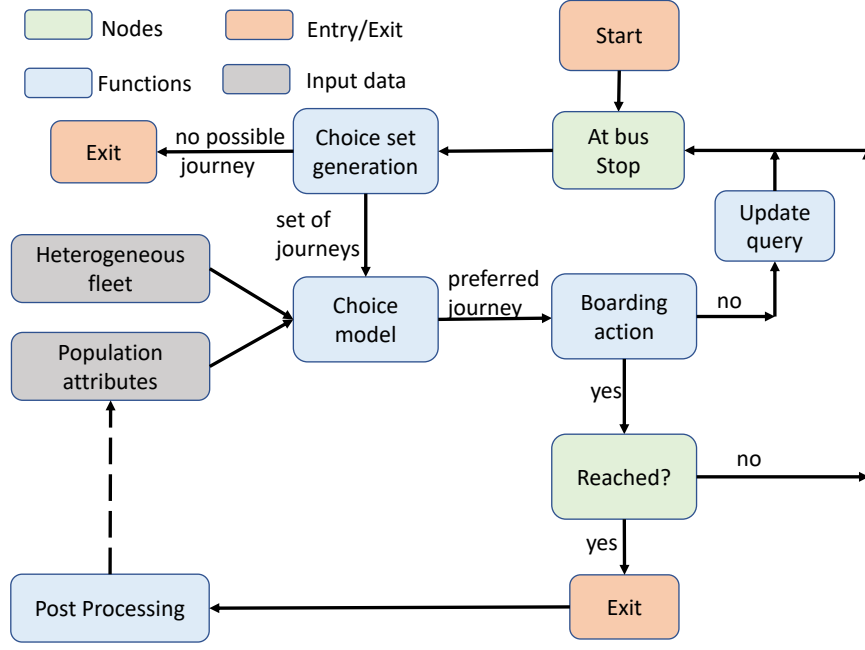 Nodes
Entry/Exit
Functions
Input data
Start
At bus
Stop
Choice set
generation
no possible
journey
Exit
set of
journeys
Update
query
Heterogeneous
fleet
Population
attributes
Choice
model
preferred
journey
Boarding
action
no
yes
Reached?
no
yes
Exit
Post Processing